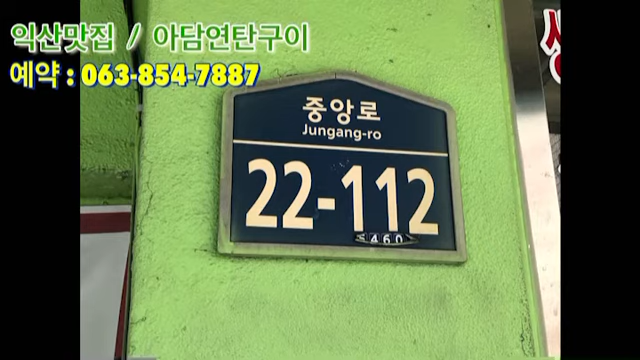 익산맛집 / 아담연탄구이
예약 : 063-854-7887
중앙로
Jungang-ro
22-112
460